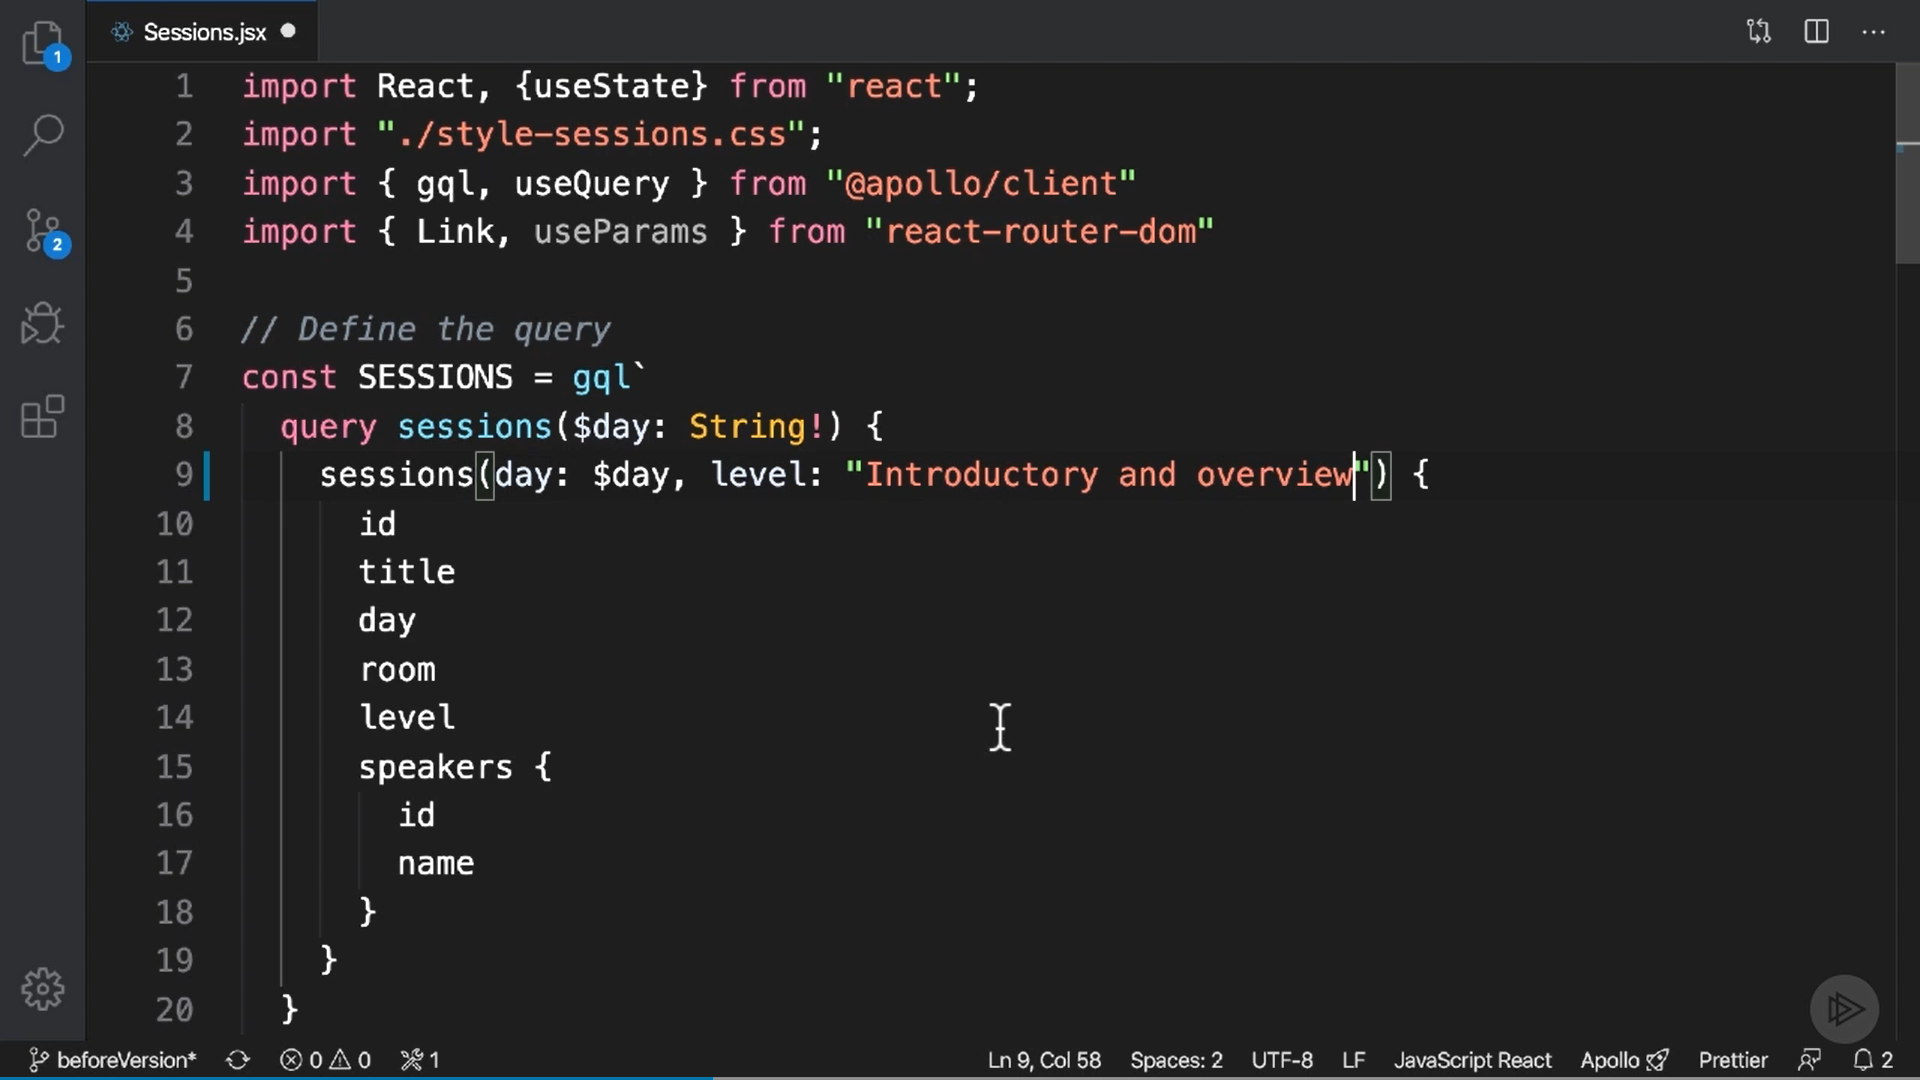 Sessions.jsx
1
1 import React, {useState} from "react";
2 import "./style-sessions.css";
3 import { gql, useQuery } from "@apollo/client"
4 import { Link, useParams } from "react-router-dom"
2
5
6 // Define the query
7 const SESSIONS = gql`
8 query sessions($day: String!) {
9 sessions(day: $day, level: "Introductory and overview") {
10 id
11 title
12 day
13 room
14 level
15 speakers {
16 id
17 name
18 }
19 }
20 }
beforeVersion* 0 0 1 Ln 9, Col 58 Spaces: 2 UTF-8 LF JavaScript React Apollo Prettier 2